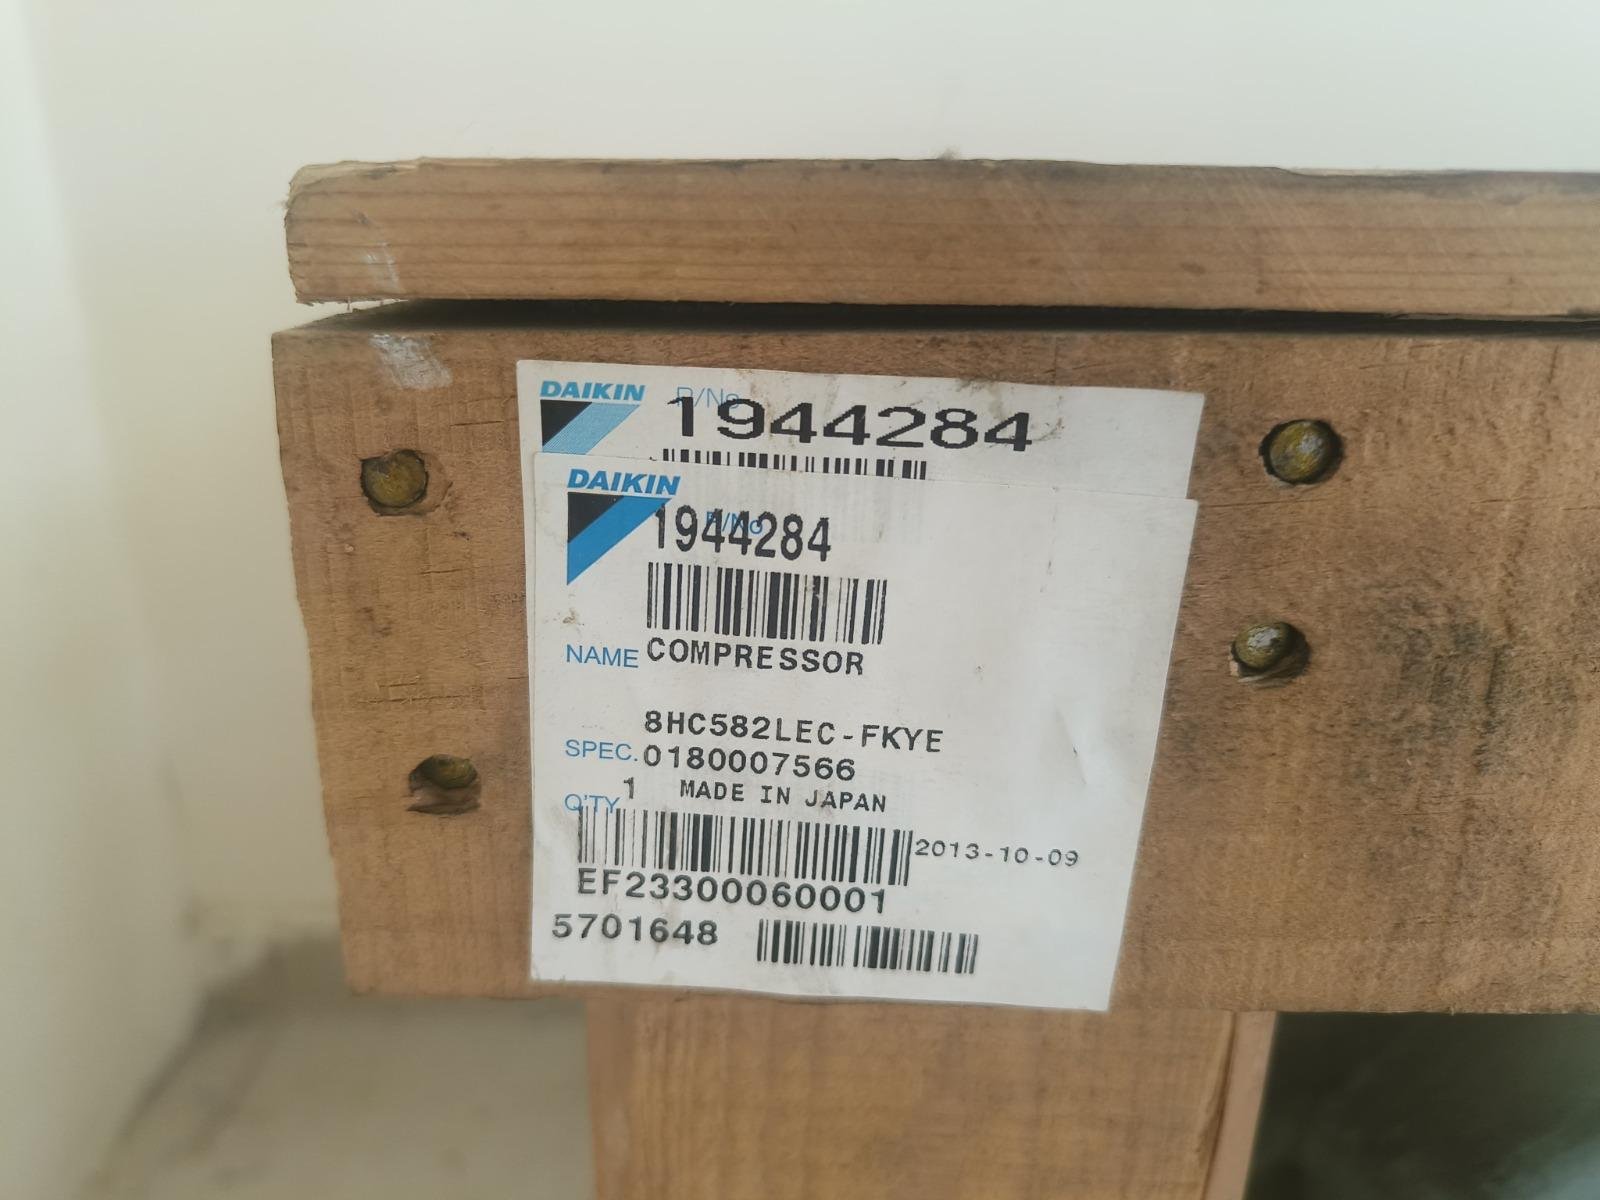 DAIKIN P/No
1944284
DAIKIN
P/No
1944284
NAME COMPRESSOR
8HC582LEC-FKYE
SPEC. 0180007566
Q'TY 1 MADE IN JAPAN
2013-10-09
EF23300060001
5701648